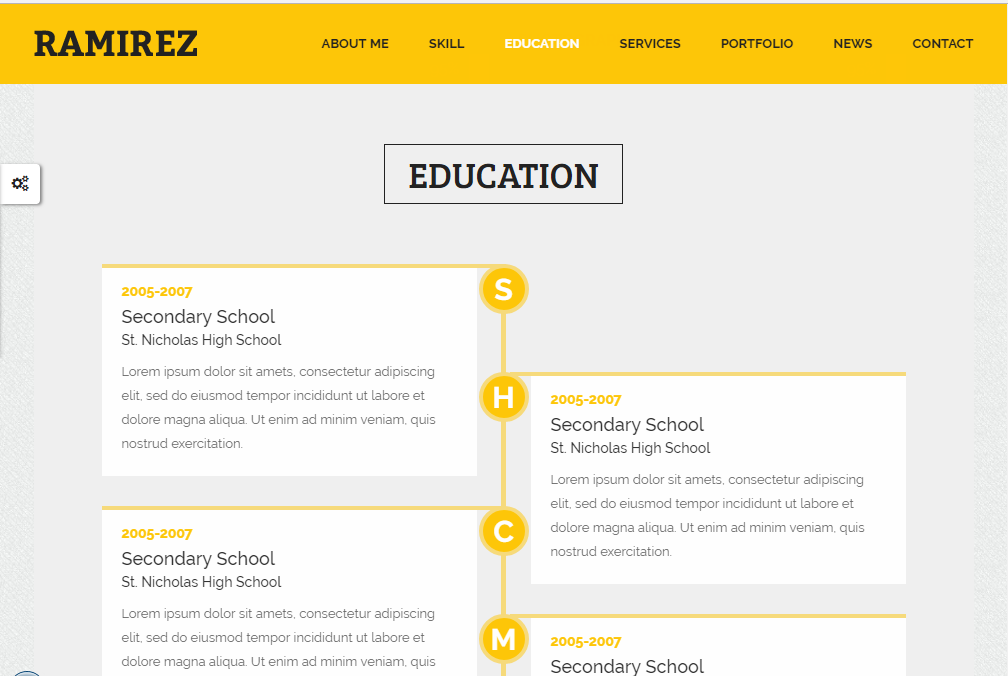 RAMIREZ
ABOUT ME SKILL EDUCATION SERVICES PORTFOLIO NEWS CONTACT
EDUCATION
S
2005-2007
Secondary School
St. Nicholas High School
Lorem ipsum dolor sit amets, consectetur adipiscing
elit, sed do eiusmod tempor incididunt ut labore et
dolore magna aliqua. Ut enim ad minim veniam, quis
nostrud exercitation.
H
2005-2007
Secondary School
St. Nicholas High School
Lorem ipsum dolor sit amets, consectetur adipiscing
elit, sed do eiusmod tempor incididunt ut labore et
dolore magna aliqua. Ut enim ad minim veniam, quis
nostrud exercitation.
C
2005-2007
Secondary School
St. Nicholas High School
Lorem ipsum dolor sit amets, consectetur adipiscing
elit, sed do eiusmod tempor incididunt ut labore et
dolore magna aliqua. Ut enim ad minim veniam, quis
M
2005-2007
Secondary School